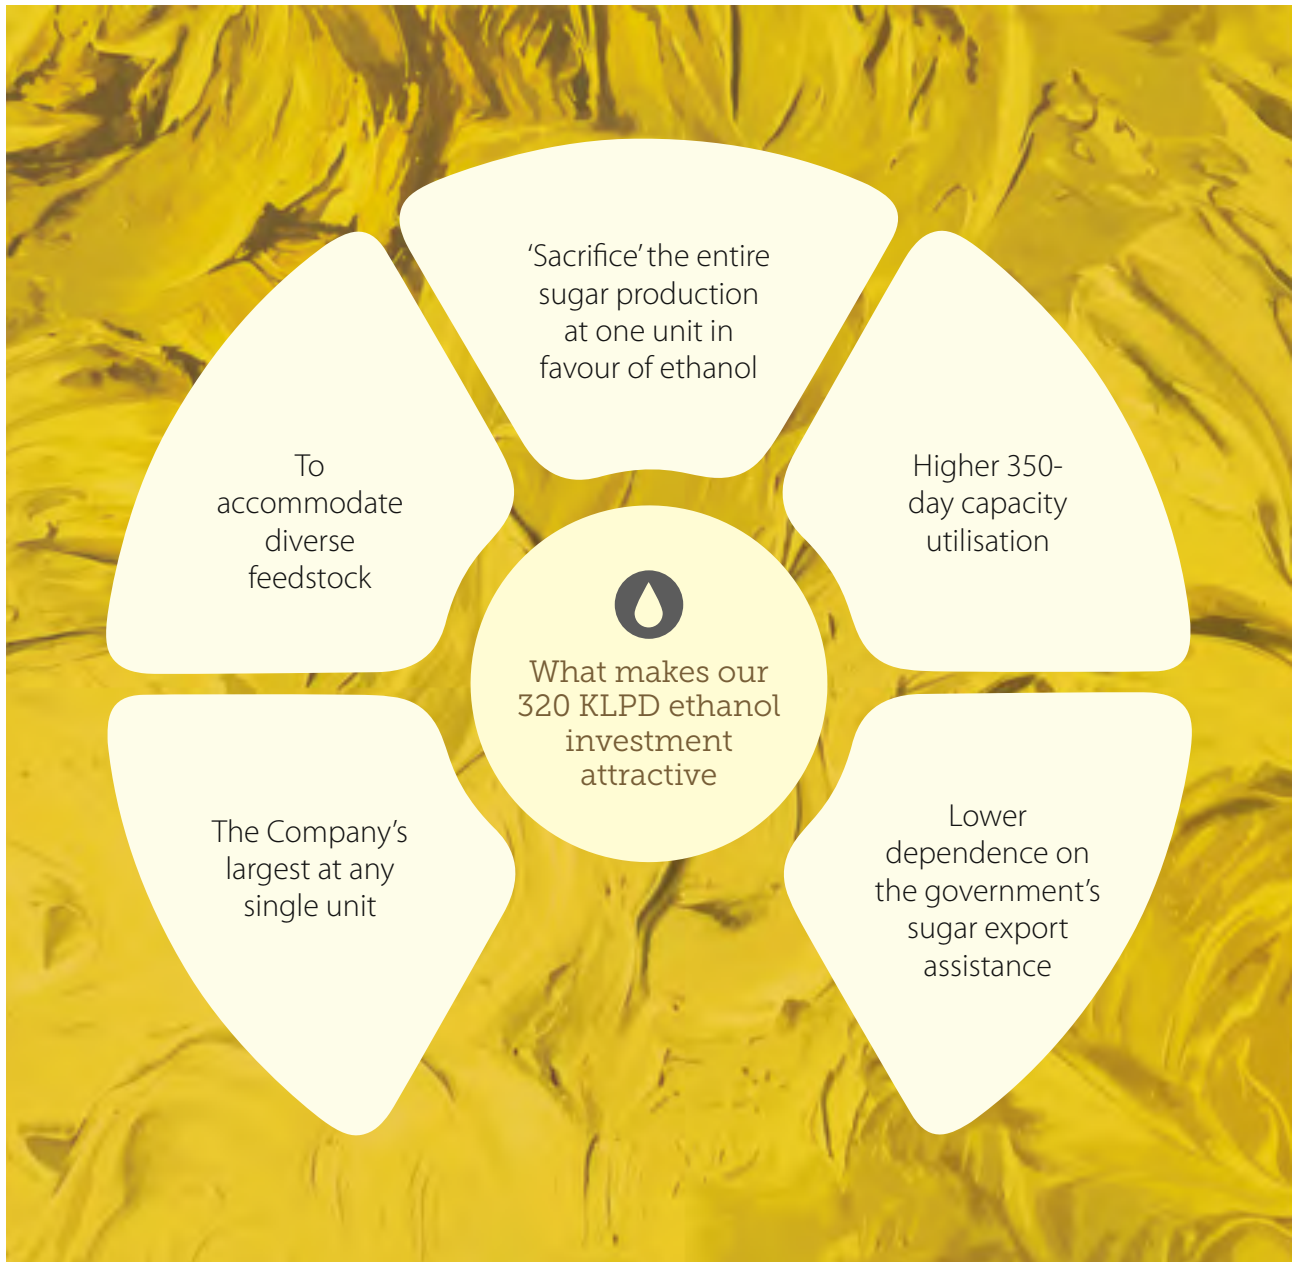 ‘Sacrifice’ the entire
sugar production
at one unit in
favour of ethanol
To
accommodate
diverse
feedstock
Higher 350-
day capacity
utilisation
What makes our
320 KLPD ethanol
investment
attractive
The Company’s
largest at any
single unit
Lower
dependence on
the government’s
sugar export
assistance